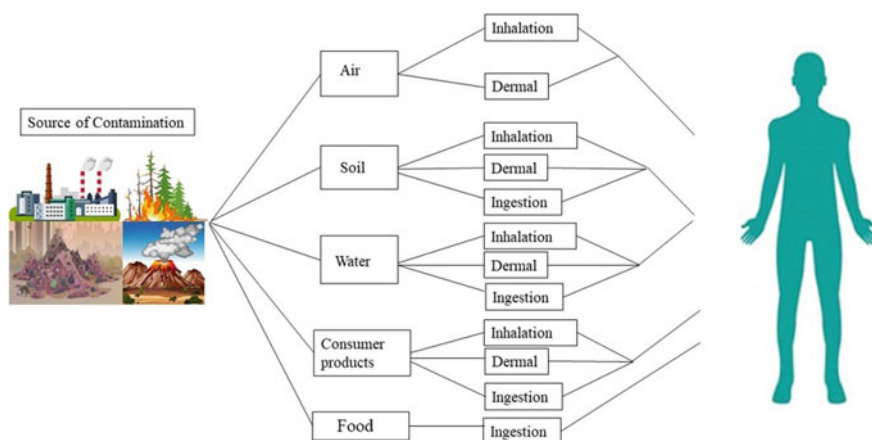 Source of Contamination
Air
Inhalation
Dermal
Soil
Inhalation
Dermal
Ingestion
Water
Inhalation
Dermal
Ingestion
Consumer
products
Inhalation
Dermal
Ingestion
Food
Ingestion